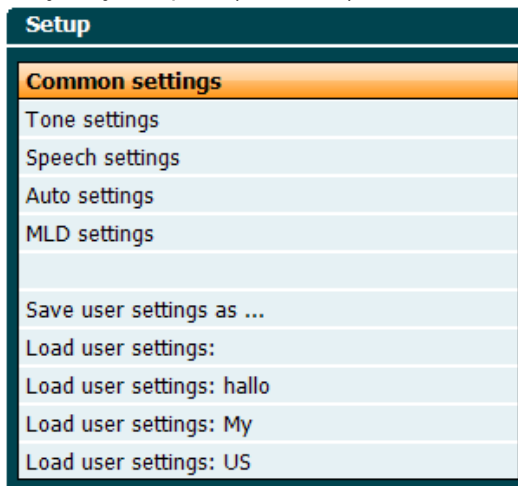 Setup
Common settings
Tone settings
Speech settings
Auto settings
MLD settings
Save user settings as ...
Load user settings:
Load user settings: hallo
Load user settings: My
Load user settings: US